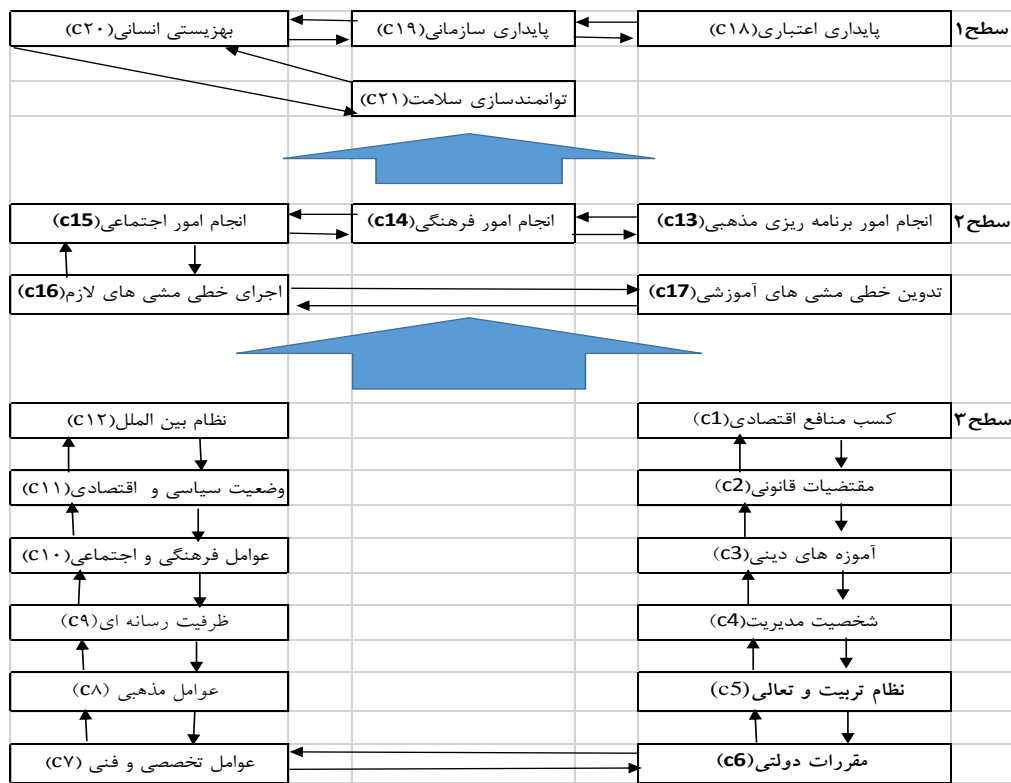 سطح۱
پایداری اعتباری(c۱۸)
پایداری سازمانی(c۱۹)
بهزیستی انسانی(c۲۰)
توانمندسازی سلامت(c۲۱)
سطح۲
انجام امور برنامه ریزی مذهبی(c13)
انجام امور فرهنگی(c14)
انجام امور اجتماعی(c15)
تدوین خطی مشی های آموزشی(c17)
اجرای خطی مشی های لازم(c16)
سطح۳
کسب منافع اقتصادی(c1)
نظام بین الملل(c۱۲)
مقتضیات قانونی(c2)
وضعیت سیاسی و اقتصادی(c۱۱)
آموزه های دینی(c3)
عوامل فرهنگی و اجتماعی(c۱۰)
شخصیت مدیریت(c4)
ظرفیت رسانه ای(c۹)
نظام تربیت و تعالی(c5)
عوامل مذهبی (c۸)
مقررات دولتی(c6)
عوامل تخصصی و فنی (c۷)